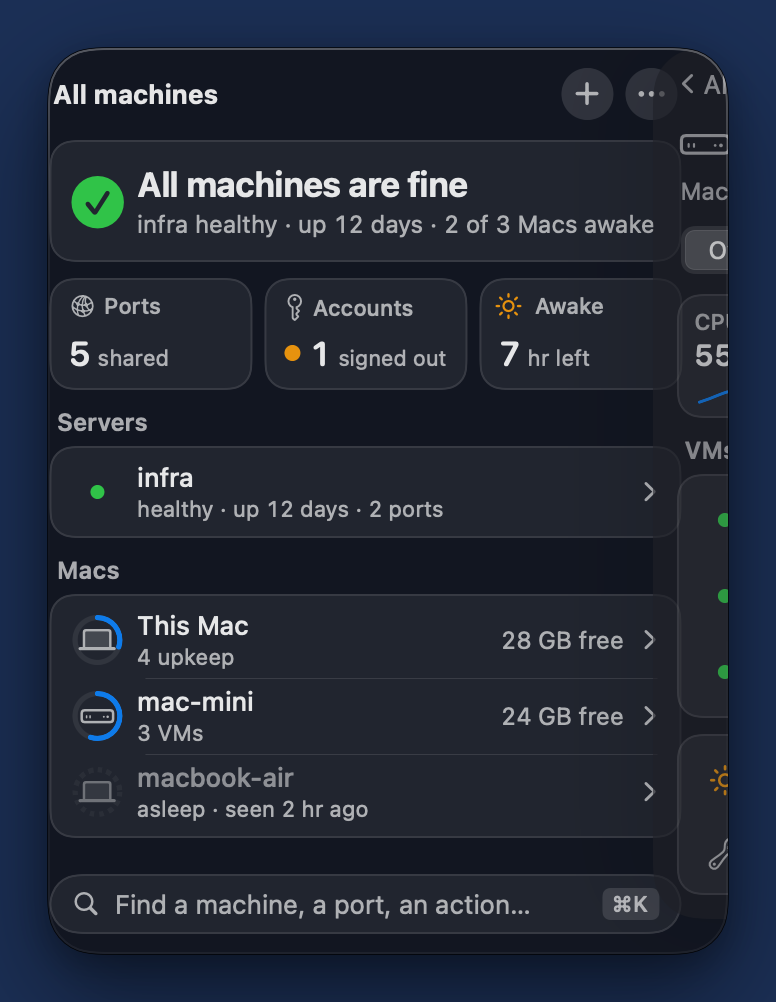 All machines
All machines are fine
infra healthy · up 12 days · 2 of 3 Macs awake
Ports
5 shared
Accounts
1 signed out
Awake
7 hr left
Servers
infra
healthy · up 12 days · 2 ports
Macs
This Mac
4 upkeep
28 GB free
mac-mini
3 VMs
24 GB free
macbook-air
asleep · seen 2 hr ago
Find a machine, a port, an action...
⌘K
Mac
55
VMs